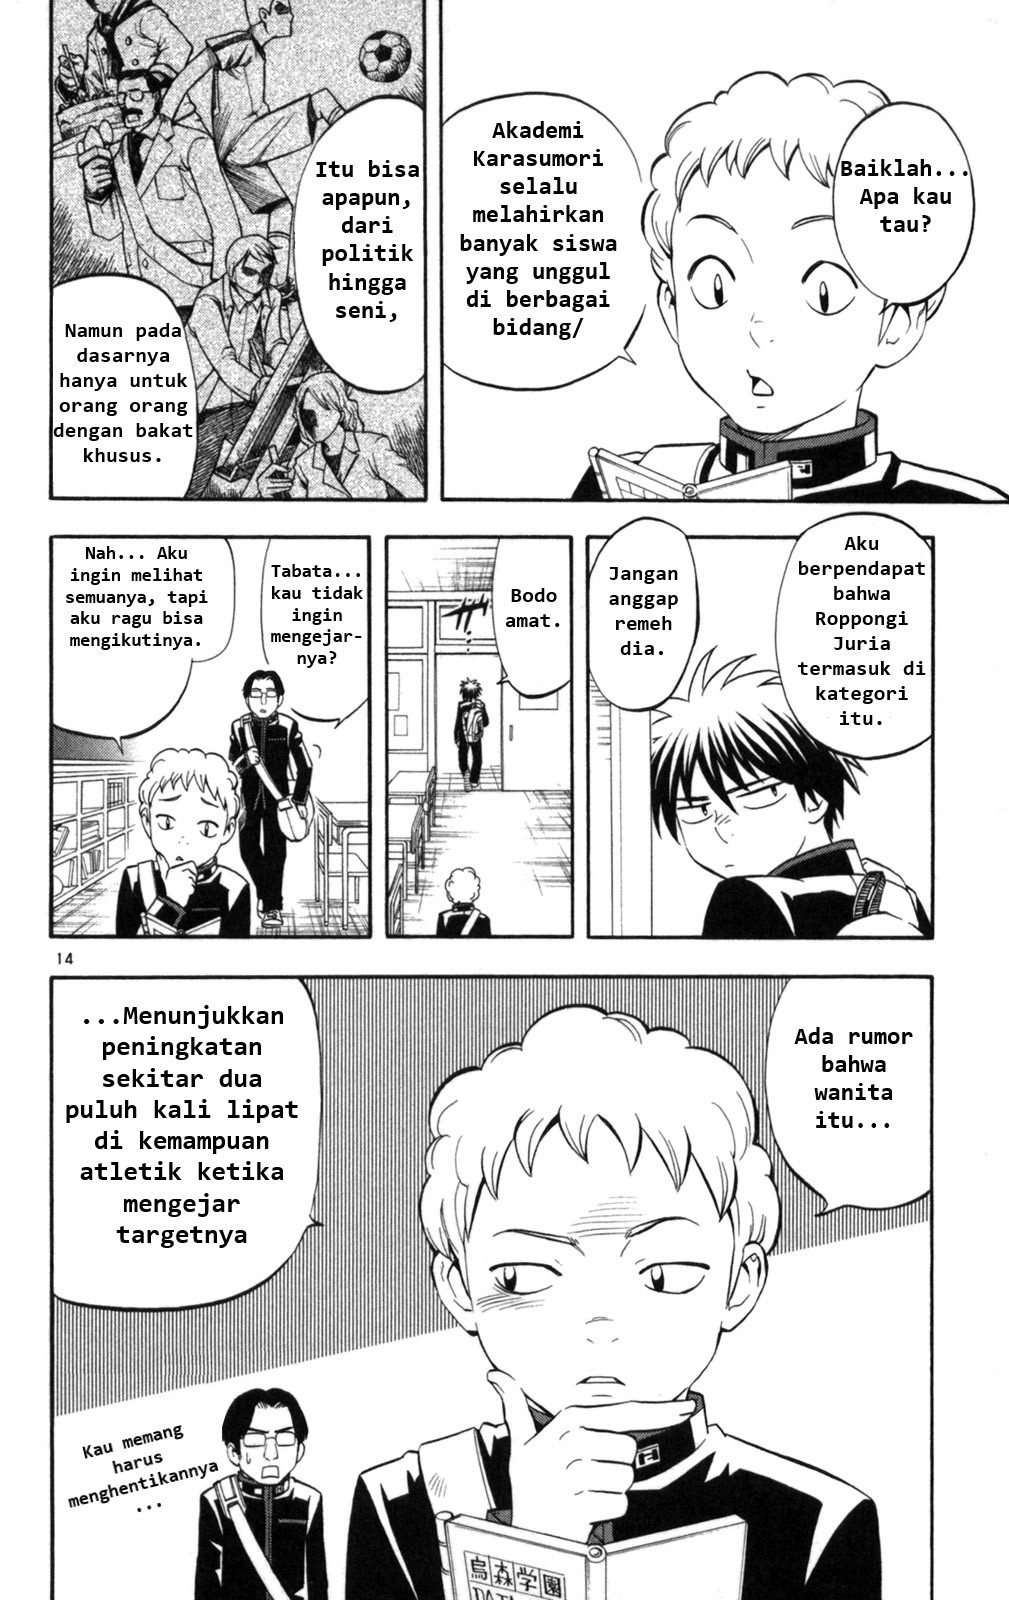 Baiklah...
Apa kau
tau?
Akademi
Karasumori
selalu
melahirkan
banyak siswa
yang unggul
di berbagai
bidang/
Itu bisa
apapun,
dari
politik
hingga
seni,
Namun pada
dasarnya
hanya untuk
orang orang
dengan bakat
khusus.
Aku
berpendapat
bahwa
Roppongi
Juria
termasuk di
kategori
itu.
Jangan
anggap
remeh
dia.
Bodo
amat.
Tabata...
kau tidak
ingin
mengejar-
nya?
Nah... Aku
ingin melihat
semuanya, tapi
aku ragu bisa
mengikutinya.
14
Ada rumor
bahwa
wanita
itu...
...Menunjukkan
peningkatan
sekitar dua
puluh kali lipat
di kemampuan
atletik ketika
mengejar
targetnya
Kau memang
harus
menghentikannya
...
烏森学園